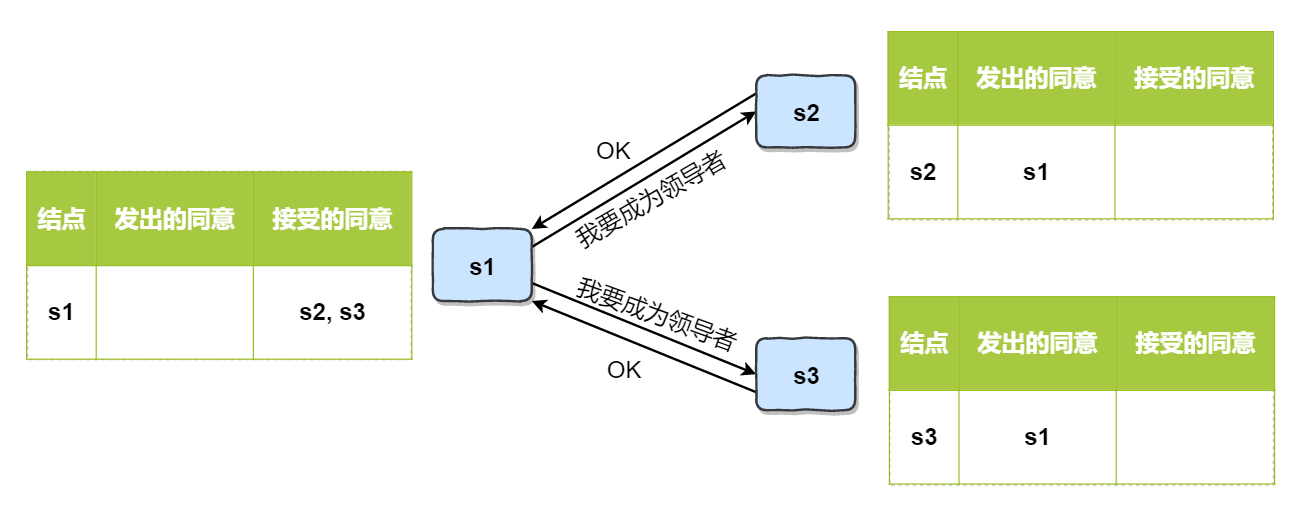 结点 发出的同意 接受的同意
s1 s2, s3
s1
OK
我要成为领导者
我要成为领导者
OK
s2
s3
结点 发出的同意 接受的同意
s2 s1
结点 发出的同意 接受的同意
s3 s1